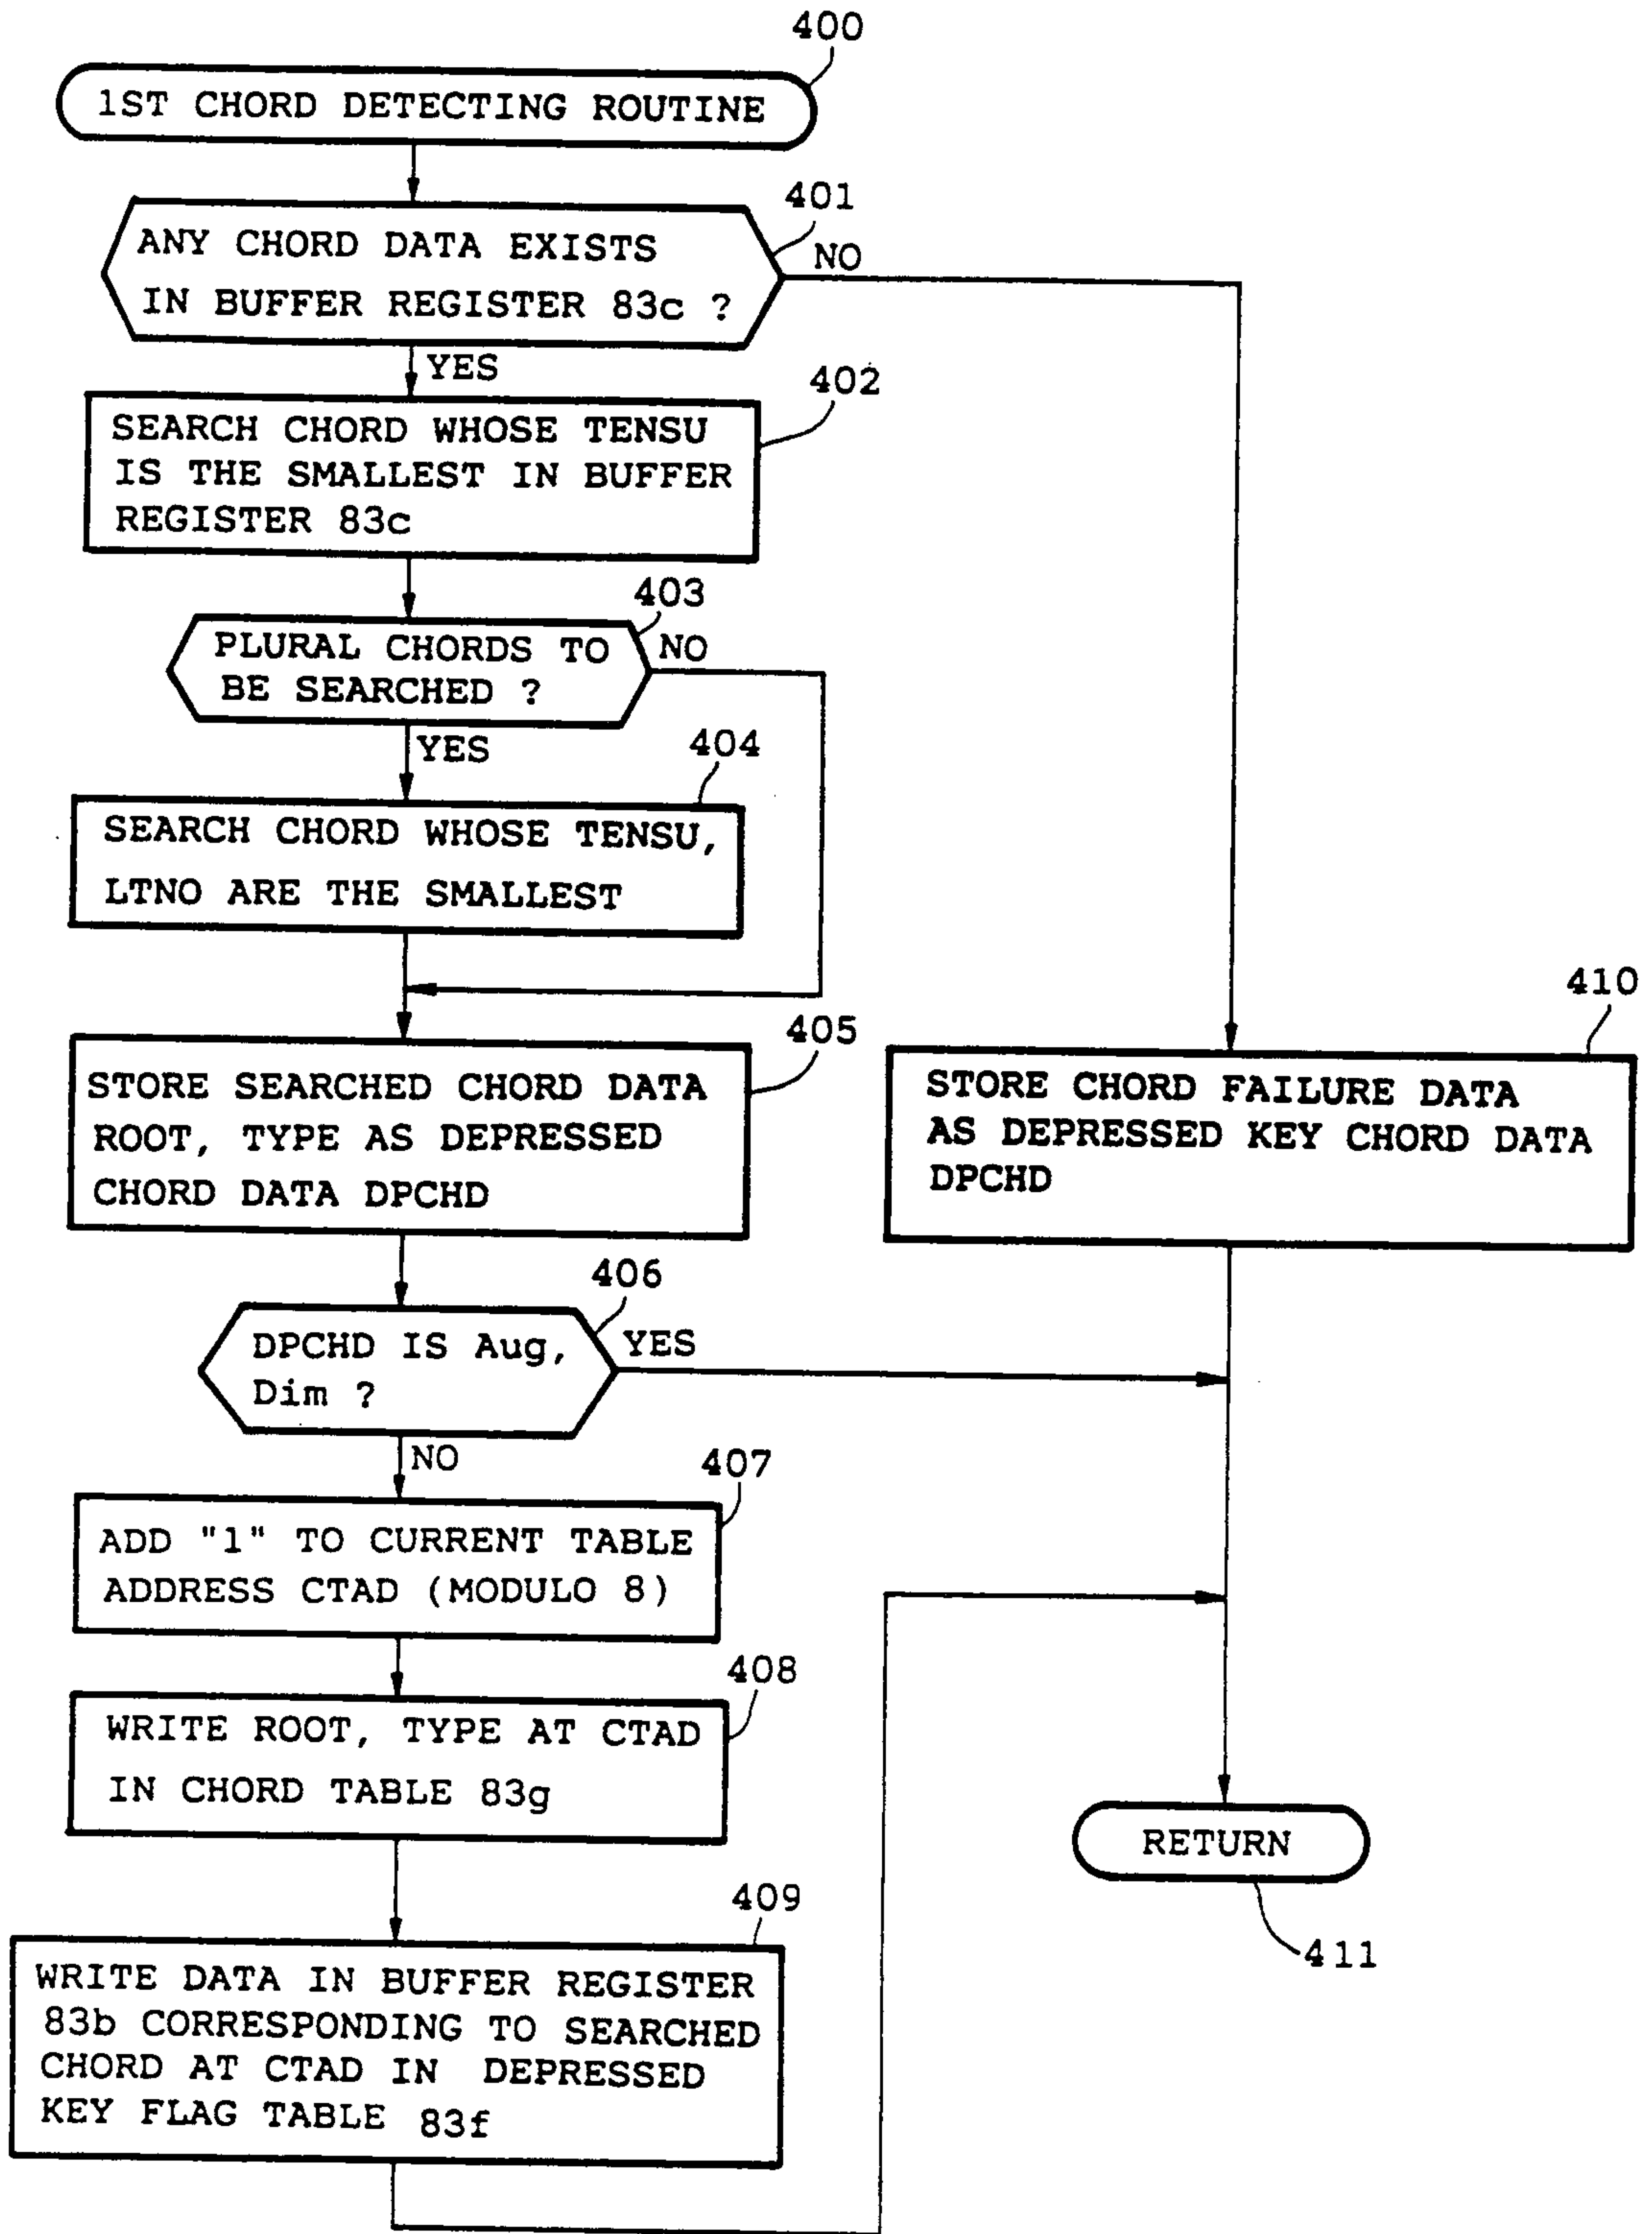 400
1ST CHORD DETECTING ROUTINE
401
ANY CHORD DATA EXISTS
IN BUFFER REGISTER 83c ?
NO
YES
402
SEARCH CHORD WHOSE TENSU
IS THE SMALLEST IN BUFFER
REGISTER 83c
403
PLURAL CHORDS TO
BE SEARCHED ?
NO
YES
404
SEARCH CHORD WHOSE TENSU,
LTNO ARE THE SMALLEST
405
STORE SEARCHED CHORD DATA
ROOT, TYPE AS DEPRESSED
CHORD DATA DPCHD
410
STORE CHORD FAILURE DATA
AS DEPRESSED KEY CHORD DATA
DPCHD
406
DPCHD IS Aug,
Dim ?
YES
NO
407
ADD "1" TO CURRENT TABLE
ADDRESS CTAD (MODULO 8)
408
WRITE ROOT, TYPE AT CTAD
IN CHORD TABLE 83g
409
WRITE DATA IN BUFFER REGISTER
83b CORRESPONDING TO SEARCHED
CHORD AT CTAD IN DEPRESSED
KEY FLAG TABLE 83f
RETURN
411